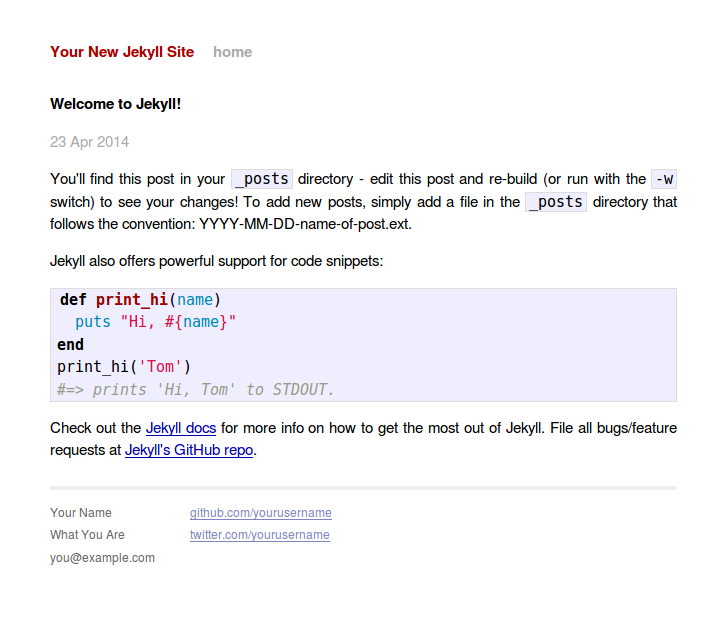 Your New Jekyll Site home
Welcome to Jekyll!
23 Apr 2014
You'll find this post in your _posts directory - edit this post and re-build (or run with the -w
switch) to see your changes! To add new posts, simply add a file in the _posts directory that
follows the convention: YYYY-MM-DD-name-of-post.ext.
Jekyll also offers powerful support for code snippets:
def print_hi(name)
  puts "Hi, #{name}"
end
print_hi('Tom')
#=> prints 'Hi, Tom' to STDOUT.
Check out the Jekyll docs for more info on how to get the most out of Jekyll. File all bugs/feature
requests at Jekyll's GitHub repo.
Your Name github.com/yourusername
What You Are twitter.com/yourusername
you@example.com